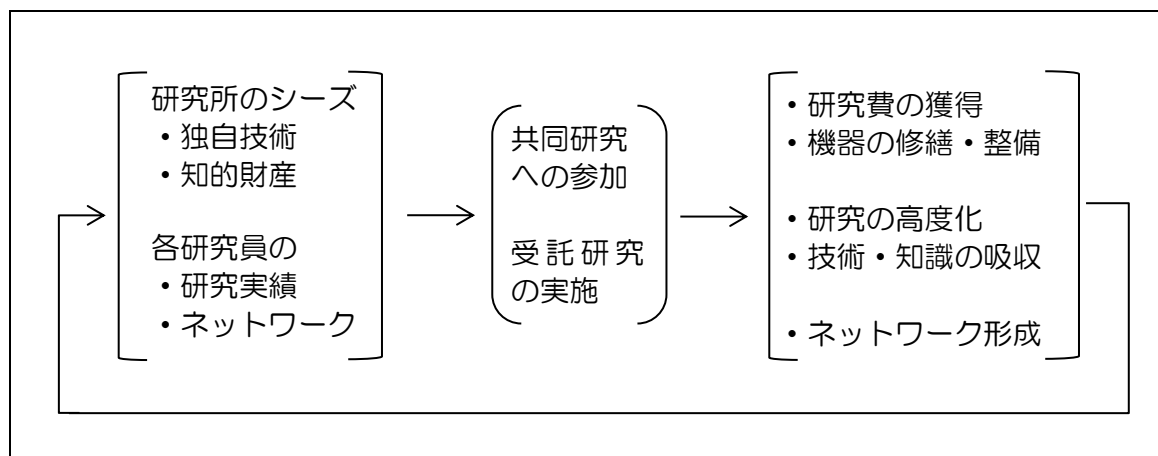 研究所のシーズ
・独自技術
・知的財産
各研究員の
・研究実績
・ネットワーク
共同研究
への参加
受託研究
の実施
・研究費の獲得
・機器の修繕・整備
・研究の高度化
・技術・知識の吸収
・ネットワーク形成